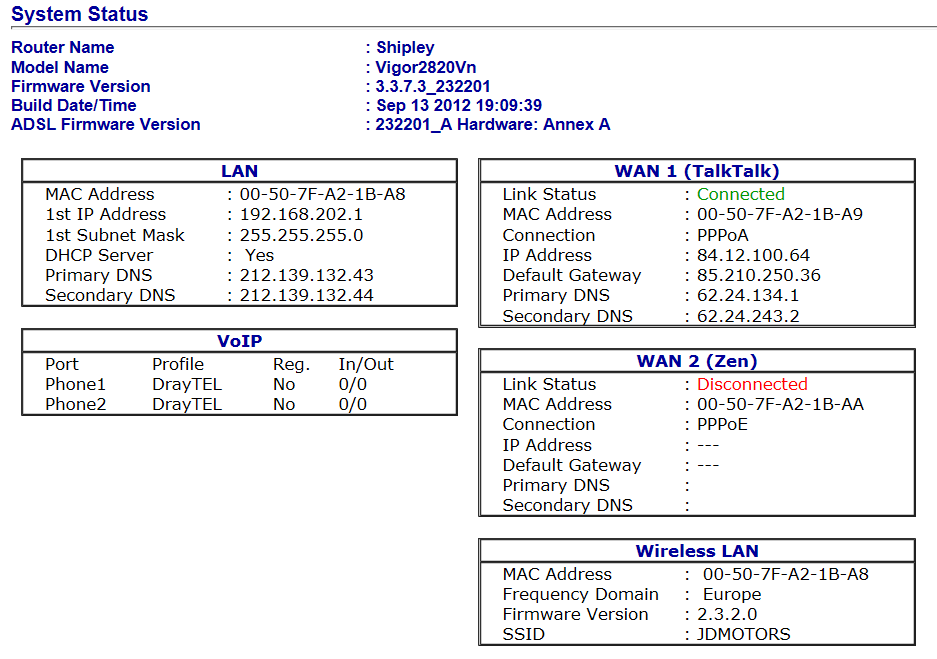 System Status
Router Name : Shipley
Model Name : Vigor2820Vn
Firmware Version : 3.3.7.3_232201
Build Date/Time : Sep 13 2012 19:09:39
ADSL Firmware Version : 232201_A Hardware: Annex A
LAN
MAC Address : 00-50-7F-A2-1B-A8
1st IP Address : 192.168.202.1
1st Subnet Mask : 255.255.255.0
DHCP Server : Yes
Primary DNS : 212.139.132.43
Secondary DNS : 212.139.132.44
VoIP
Port Profile Reg. In/Out
Phone1 DrayTEL No 0/0
Phone2 DrayTEL No 0/0
WAN 1 (TalkTalk)
Link Status : Connected
MAC Address : 00-50-7F-A2-1B-A9
Connection : PPPoA
IP Address : 84.12.100.64
Default Gateway : 85.210.250.36
Primary DNS : 62.24.134.1
Secondary DNS : 62.24.243.2
WAN 2 (Zen)
Link Status : Disconnected
MAC Address : 00-50-7F-A2-1B-AA
Connection : PPPoE
IP Address : ---
Default Gateway : ---
Primary DNS :
Secondary DNS :
Wireless LAN
MAC Address : 00-50-7F-A2-1B-A8
Frequency Domain : Europe
Firmware Version : 2.3.2.0
SSID : JDMOTORS